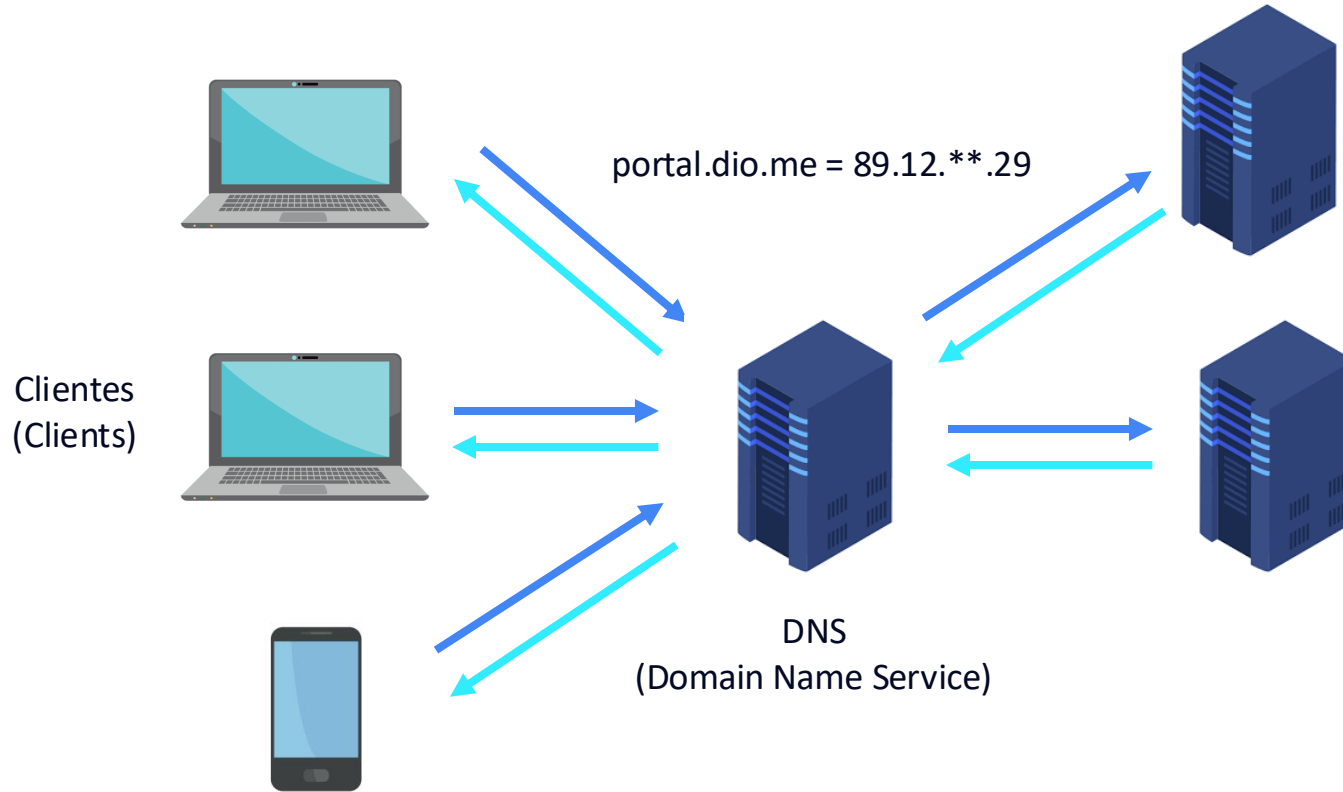 portal.dio.me = 89.12.**.29
Clientes
(Clients)
DNS
(Domain Name Service)